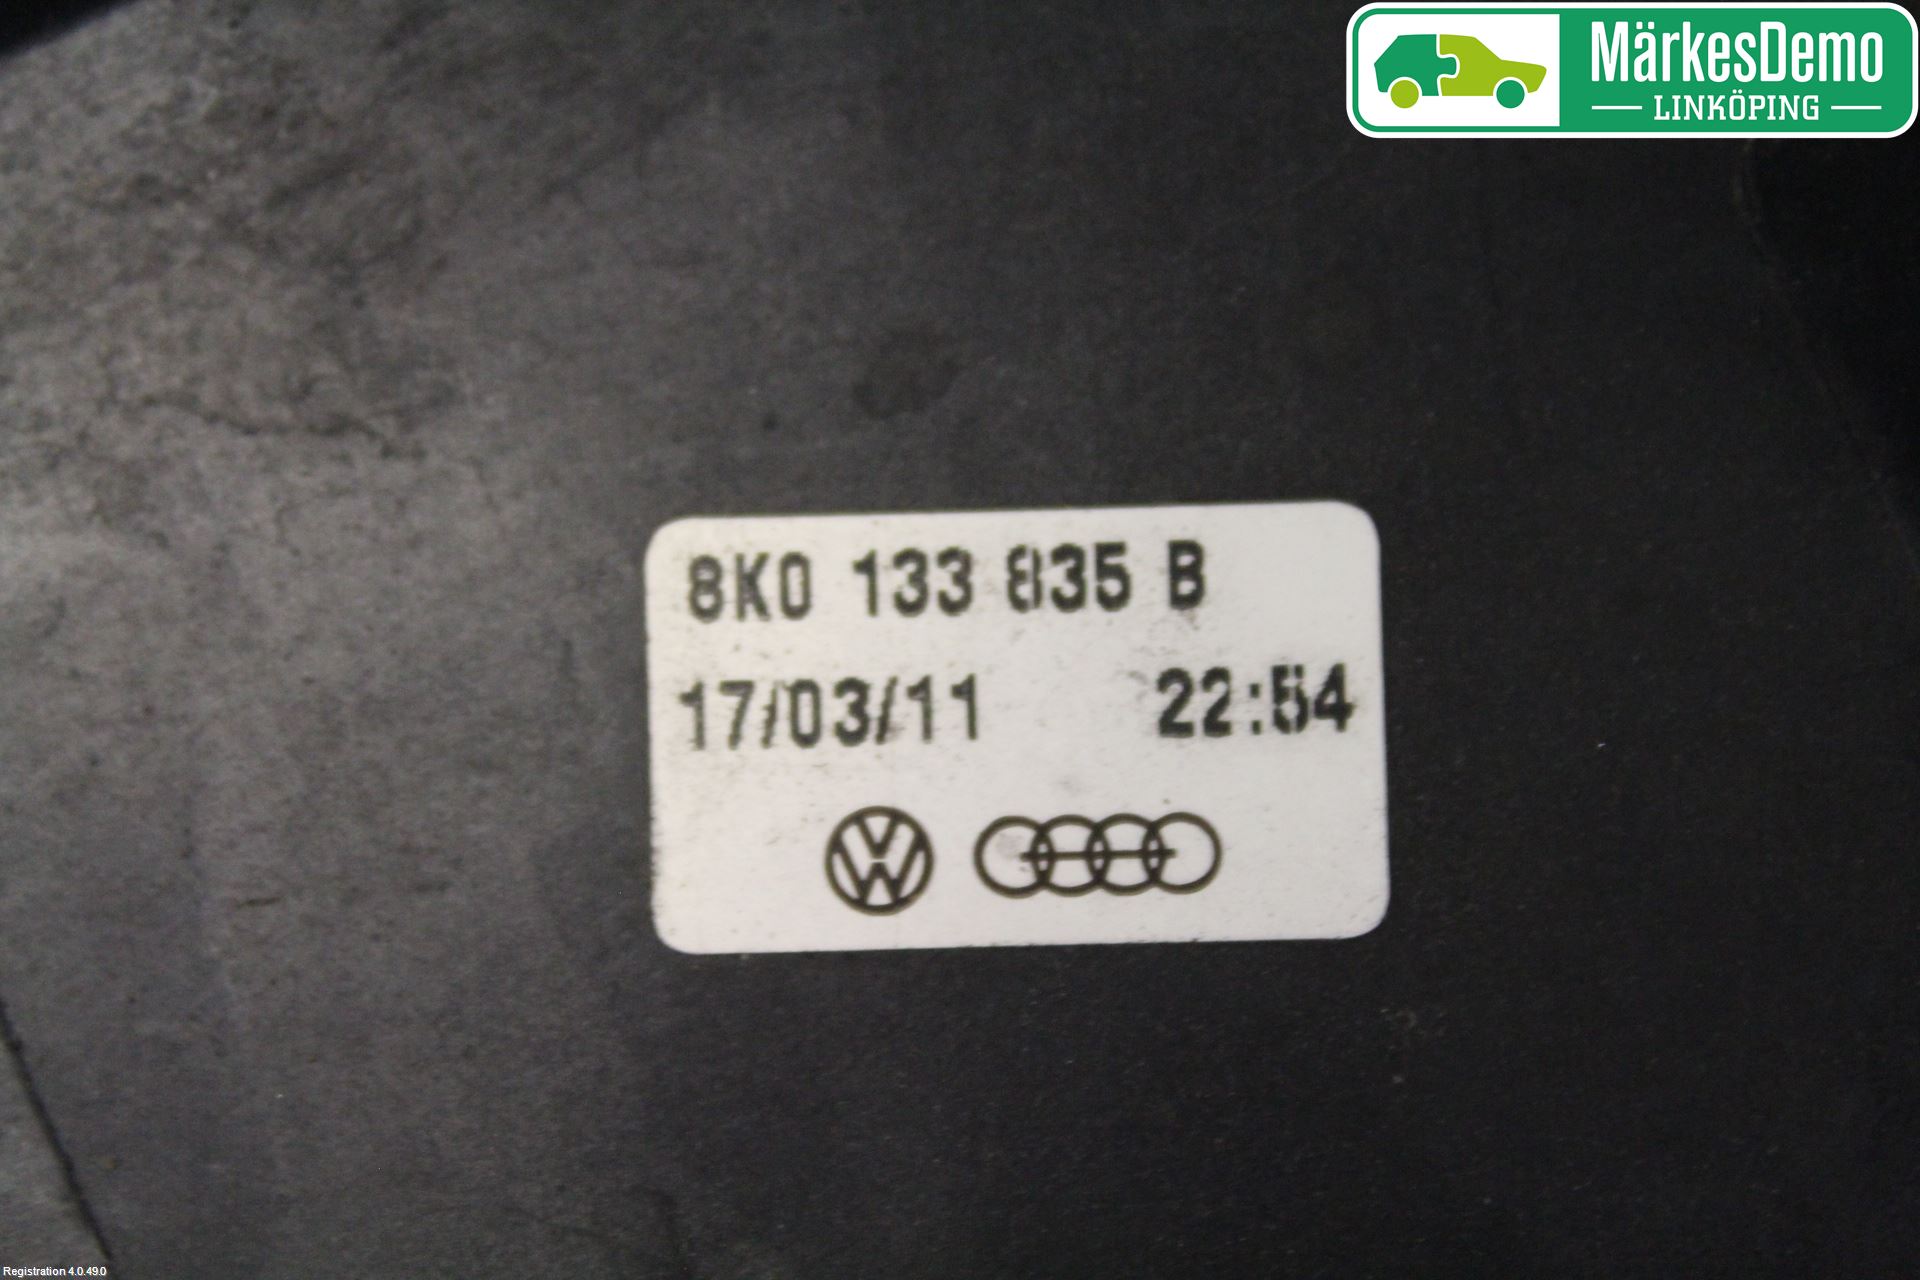 MärkesDemo
LINKÖPING
8K0 133 835 B
17/03/11 22:54
Registration 4.0.49.0